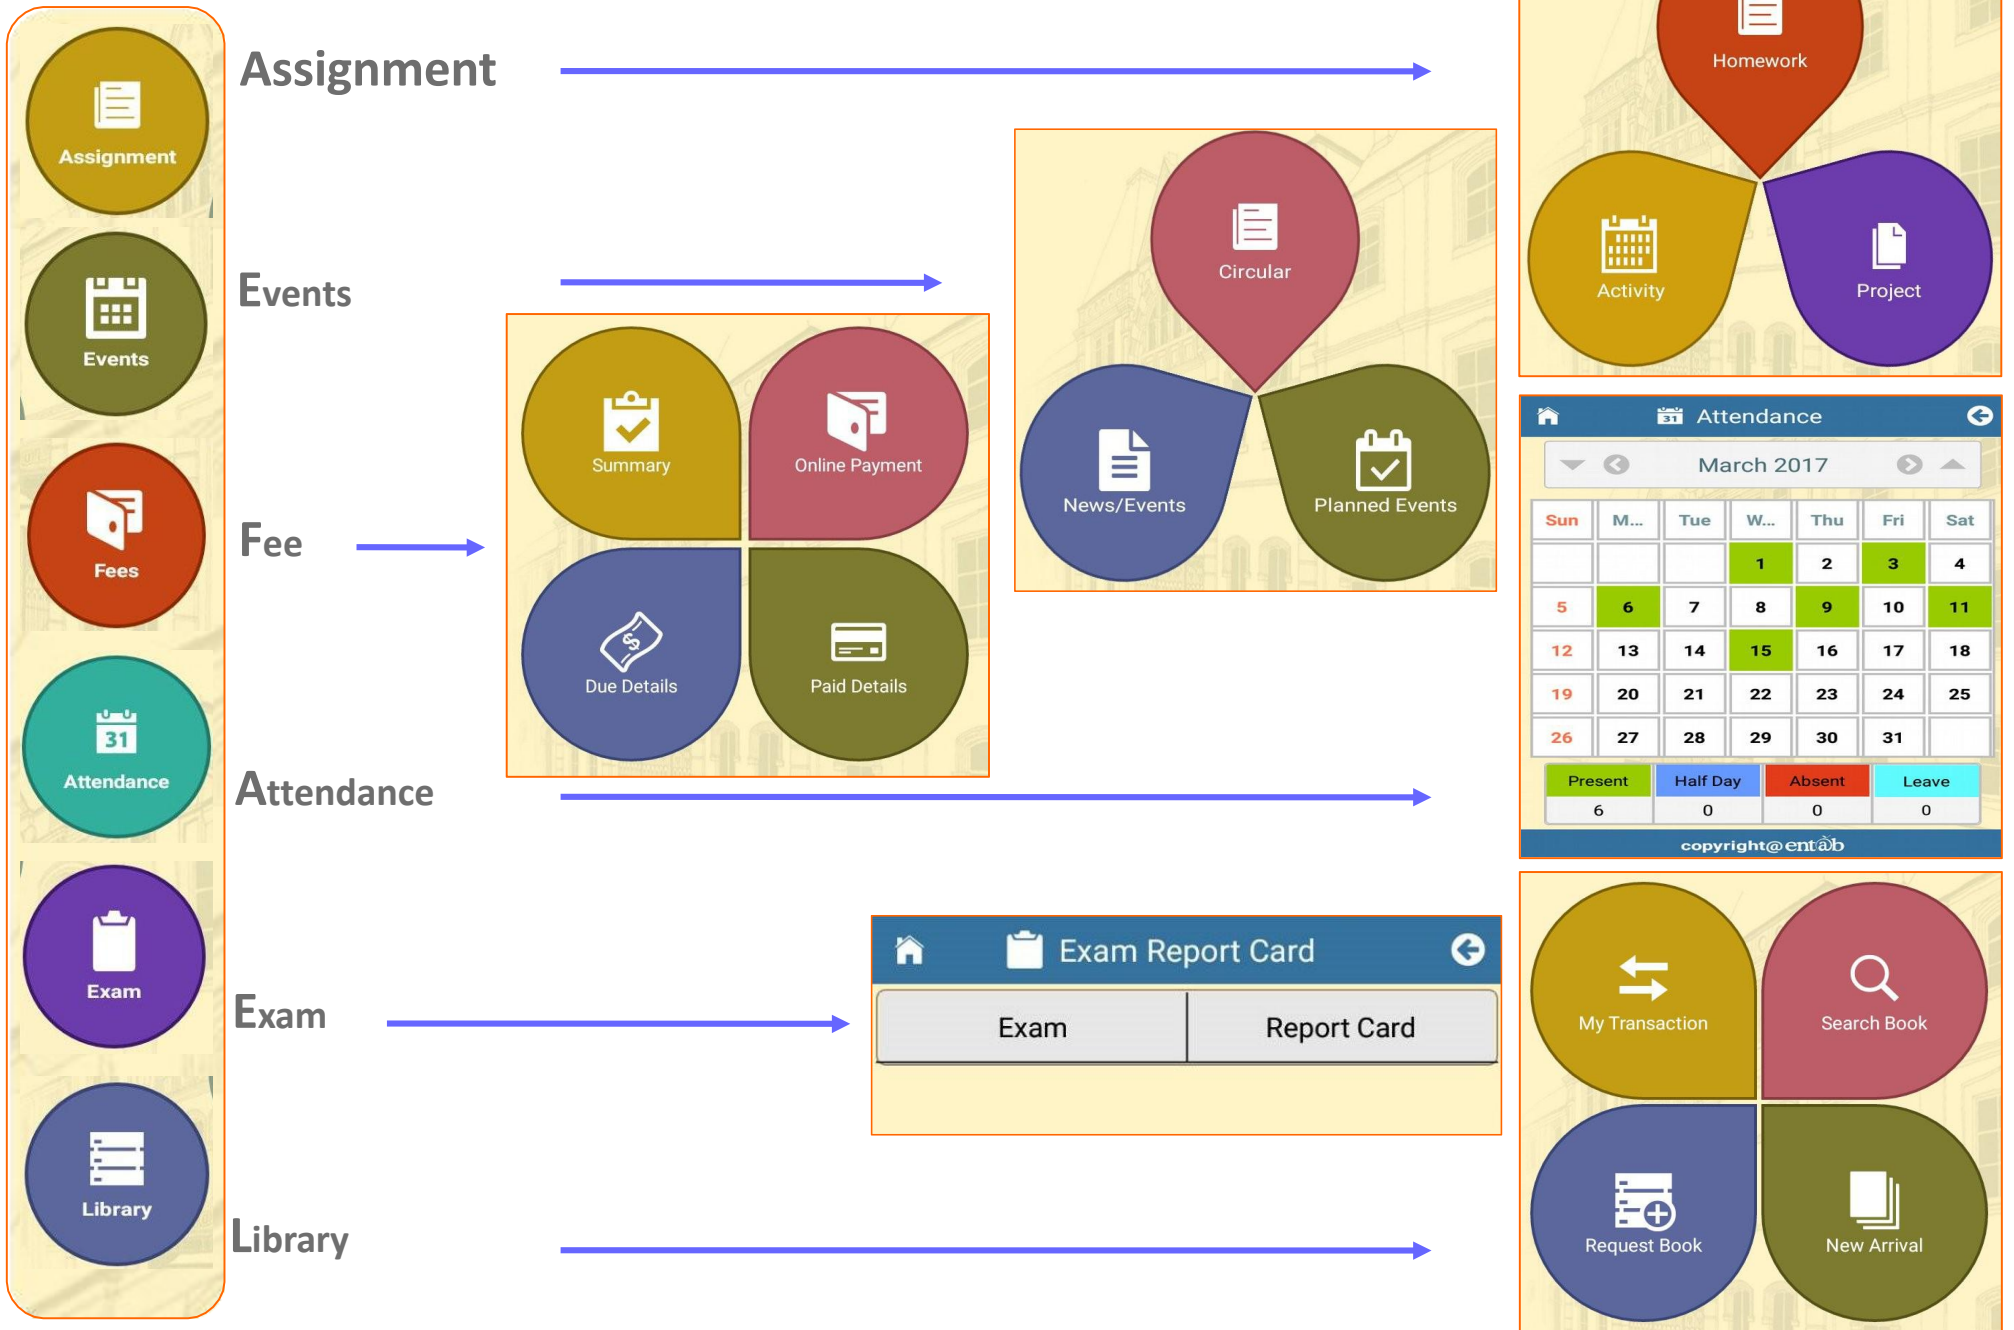 Assignment
Events
Fees
31
Attendance
Exam
Library
Assignment
Events
Fee
Attendance
Exam
Library
Homework
Activity
Project
Circular
News/Events
Planned Events
Summary
Online Payment
$
Due Details
Paid Details
31 Attendance
March 2017
Sun M... Tue W... Thu Fri Sat
1 2 3 4
5 6 7 8 9 10 11
12 13 14 15 16 17 18
19 20 21 22 23 24 25
26 27 28 29 30 31
Present Half Day Absent Leave
6 0 0 0
copyright@entàb
Exam Report Card
Exam Report Card
My Transaction
Search Book
Request Book
New Arrival